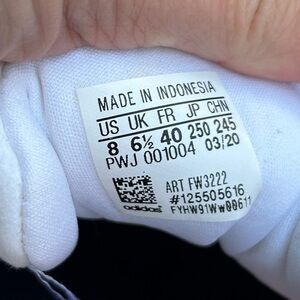 MADE IN INDONESIA
US UK FR JP CHN
8 6½ 40 250 245
PWJ 001004 03/20
ART FW3222
#125505616
adidas FYHW91Ww00611